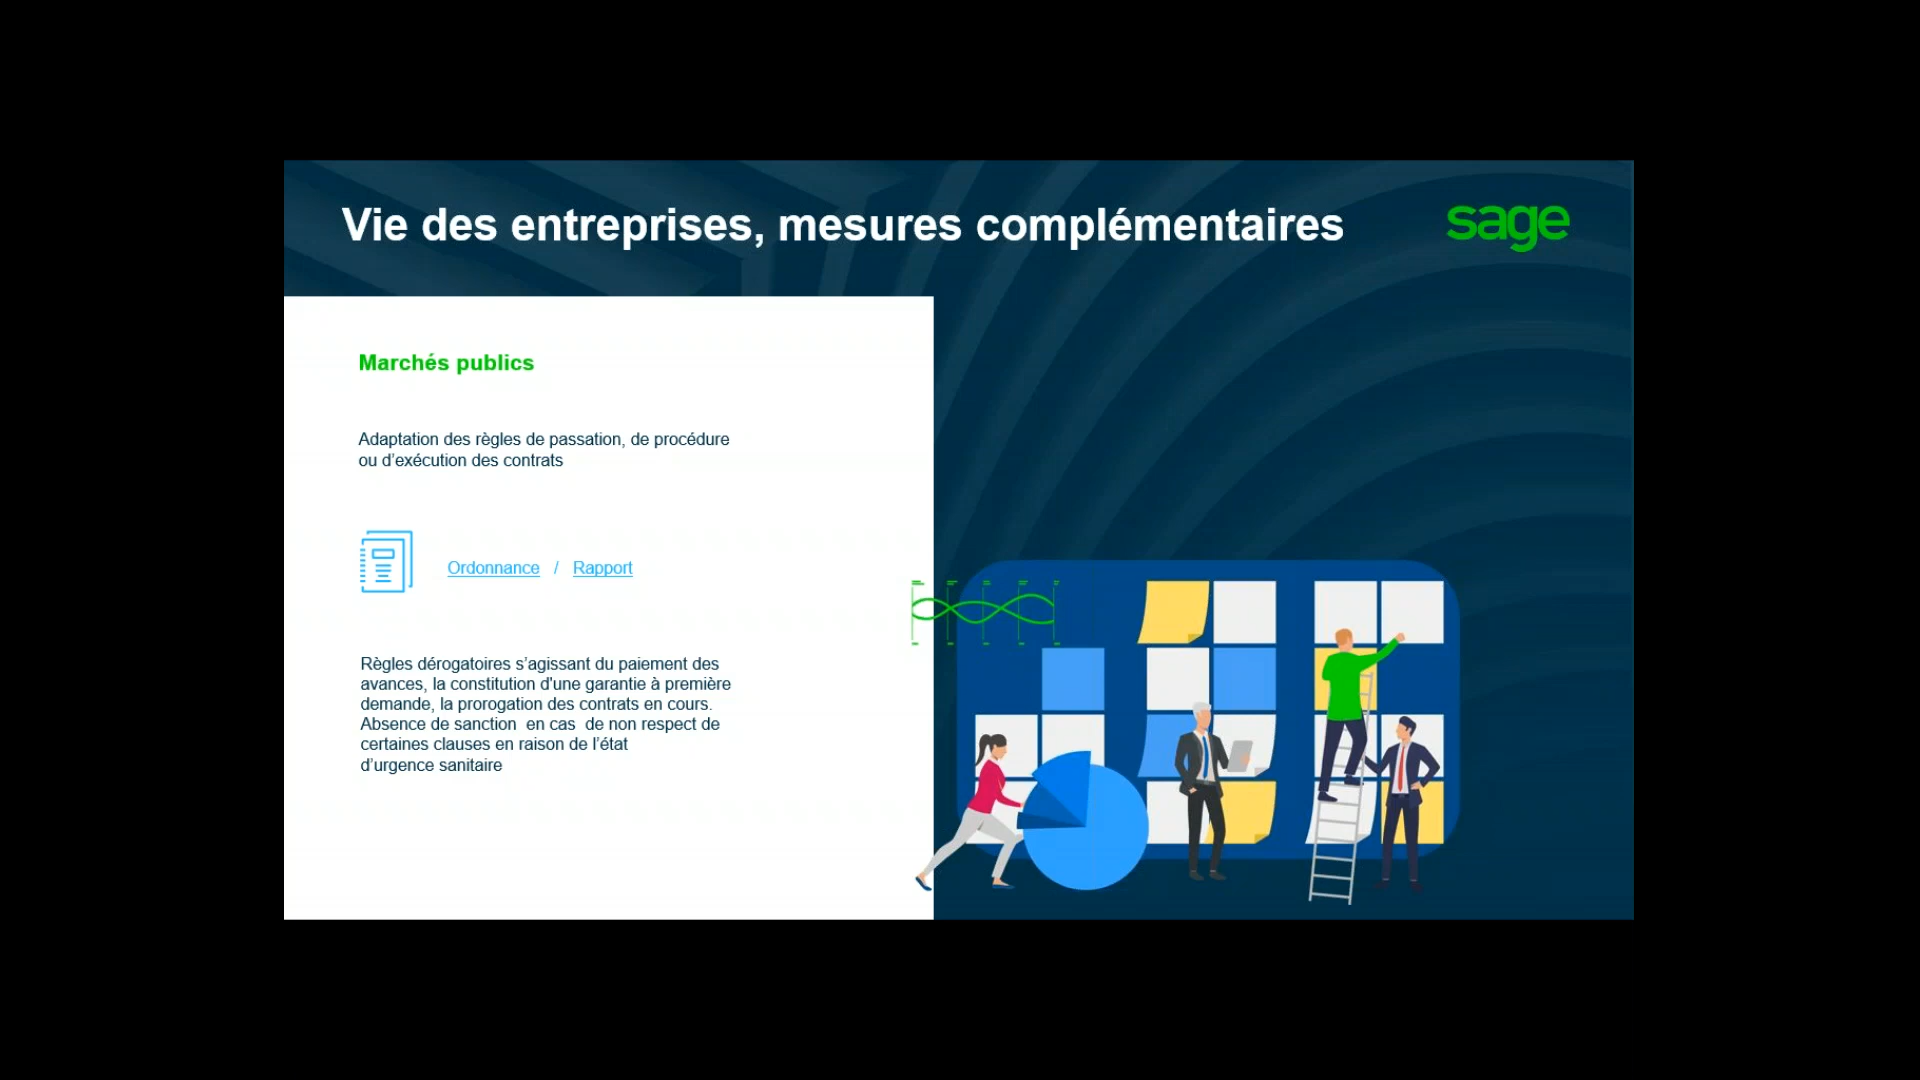 Vie des entreprises, mesures complémentaires
sage
Marchés publics
Adaptation des règles de passation, de procédure
ou d’exécution des contrats
Ordonnance / Rapport
Règles dérogatoires s’agissant du paiement des
avances, la constitution d'une garantie à première
demande, la prorogation des contrats en cours.
Absence de sanction  en cas  de non respect de
certaines clauses en raison de l’état
d’urgence sanitaire